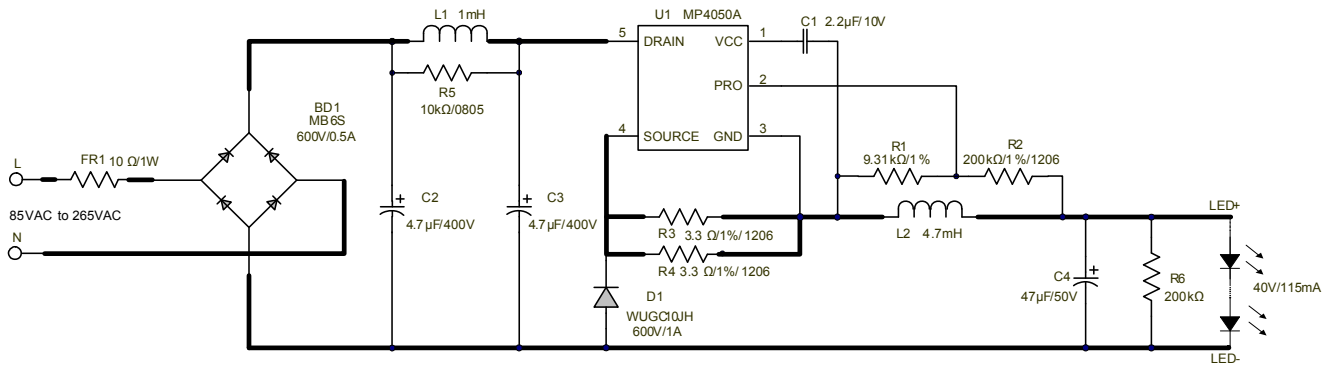 L1 1mH
U1 MP4050A
C1 2.2µF/10V
5 DRAIN VCC 1
R5
10kΩ/0805
PRO 2
BD1
MB6S
600V/0.5A
4 SOURCE GND 3
R1
9.31kΩ/1%
R2
200kΩ/1%/1206
L
FR1 10 Ω/1W
85VAC to 265VAC
N
C2
4.7µF/400V
C3
4.7µF/400V
R3 3.3 Ω/1%/1206
R4 3.3 Ω/1%/1206
L2 4.7mH
LED+
D1
WUGC10JH
600V/1A
C4
47µF/50V
R6
200kΩ
40V/115mA
LED-